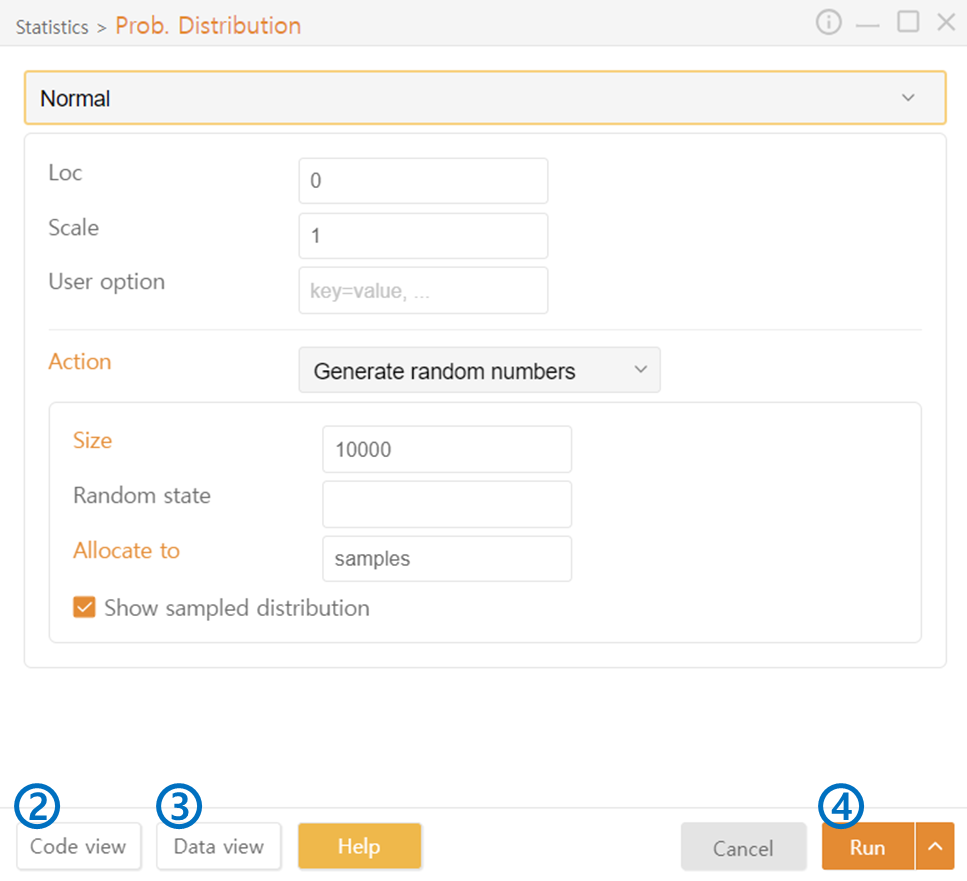 Statistics > Prob. Distribution
Normal
Loc
0
Scale
1
User option
key=value, ...
Action
Generate random numbers
Size
10000
Random state
Allocate to
samples
Show sampled distribution
② ③ ④
Code view Data view Help Cancel Run